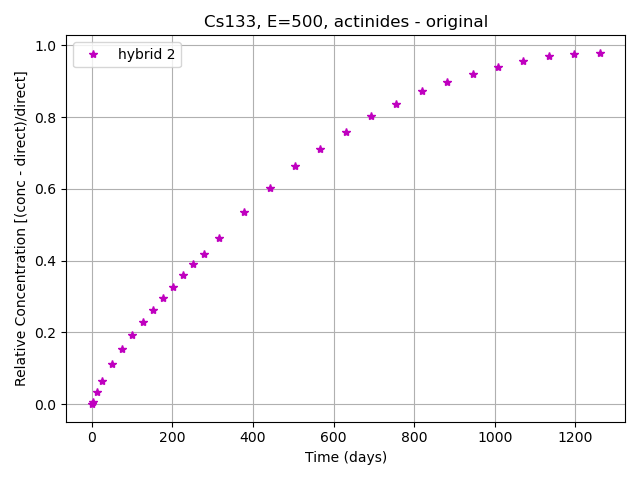 Cs133, E=500, actinides - original
hybrid 2
Relative Concentration [(conc - direct)/direct]
1.0
0.8
0.6
0.4
0.2
0.0
0 200 400 600 800 1000 1200
Time (days)